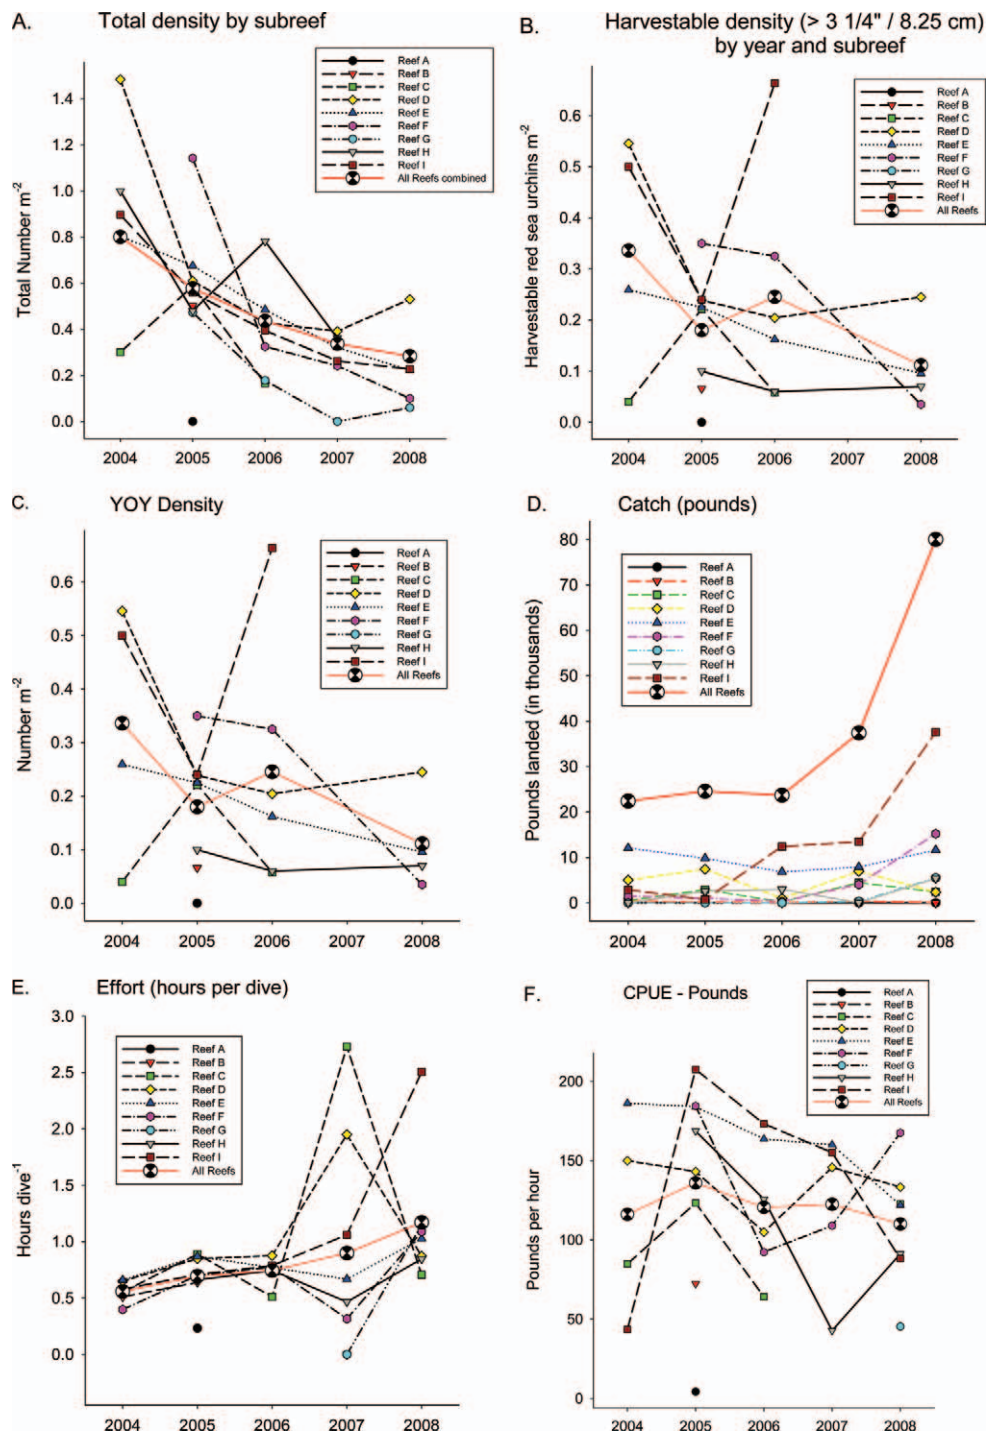 A. Total density by subreef
Total Number m-2
1.4
1.2
1.0
0.8
0.6
0.4
0.2
0.0
2004 2005 2006 2007 2008
Reef A
Reef B
Reef C
Reef D
Reef E
Reef F
Reef G
Reef H
Reef I
All Reefs combined
B. Harvestable density (> 3 1/4" / 8.25 cm)
by year and subreef
Harvestable red sea urchins m-2
0.6
0.5
0.4
0.3
0.2
0.1
0.0
2004 2005 2006 2007 2008
Reef A
Reef B
Reef C
Reef D
Reef E
Reef F
Reef G
Reef H
Reef I
All Reefs
C. YOY Density
Number m-2
0.6
0.5
0.4
0.3
0.2
0.1
0.0
2004 2005 2006 2007 2008
Reef A
Reef B
Reef C
Reef D
Reef E
Reef F
Reef G
Reef H
Reef I
All Reefs
D. Catch (pounds)
Pounds landed (in thousands)
80
70
60
50
40
30
20
10
0
2004 2005 2006 2007 2008
Reef A
Reef B
Reef C
Reef D
Reef E
Reef F
Reef G
Reef H
Reef I
All Reefs
E. Effort (hours per dive)
Hours dive-1
3.0
2.5
2.0
1.5
1.0
0.5
0.0
2004 2005 2006 2007 2008
Reef A
Reef B
Reef C
Reef D
Reef E
Reef F
Reef G
Reef H
Reef I
All Reefs
F. CPUE - Pounds
Pounds per hour
200
150
100
50
0
2004 2005 2006 2007 2008
Reef A
Reef B
Reef C
Reef D
Reef E
Reef F
Reef G
Reef H
Reef I
All Reefs